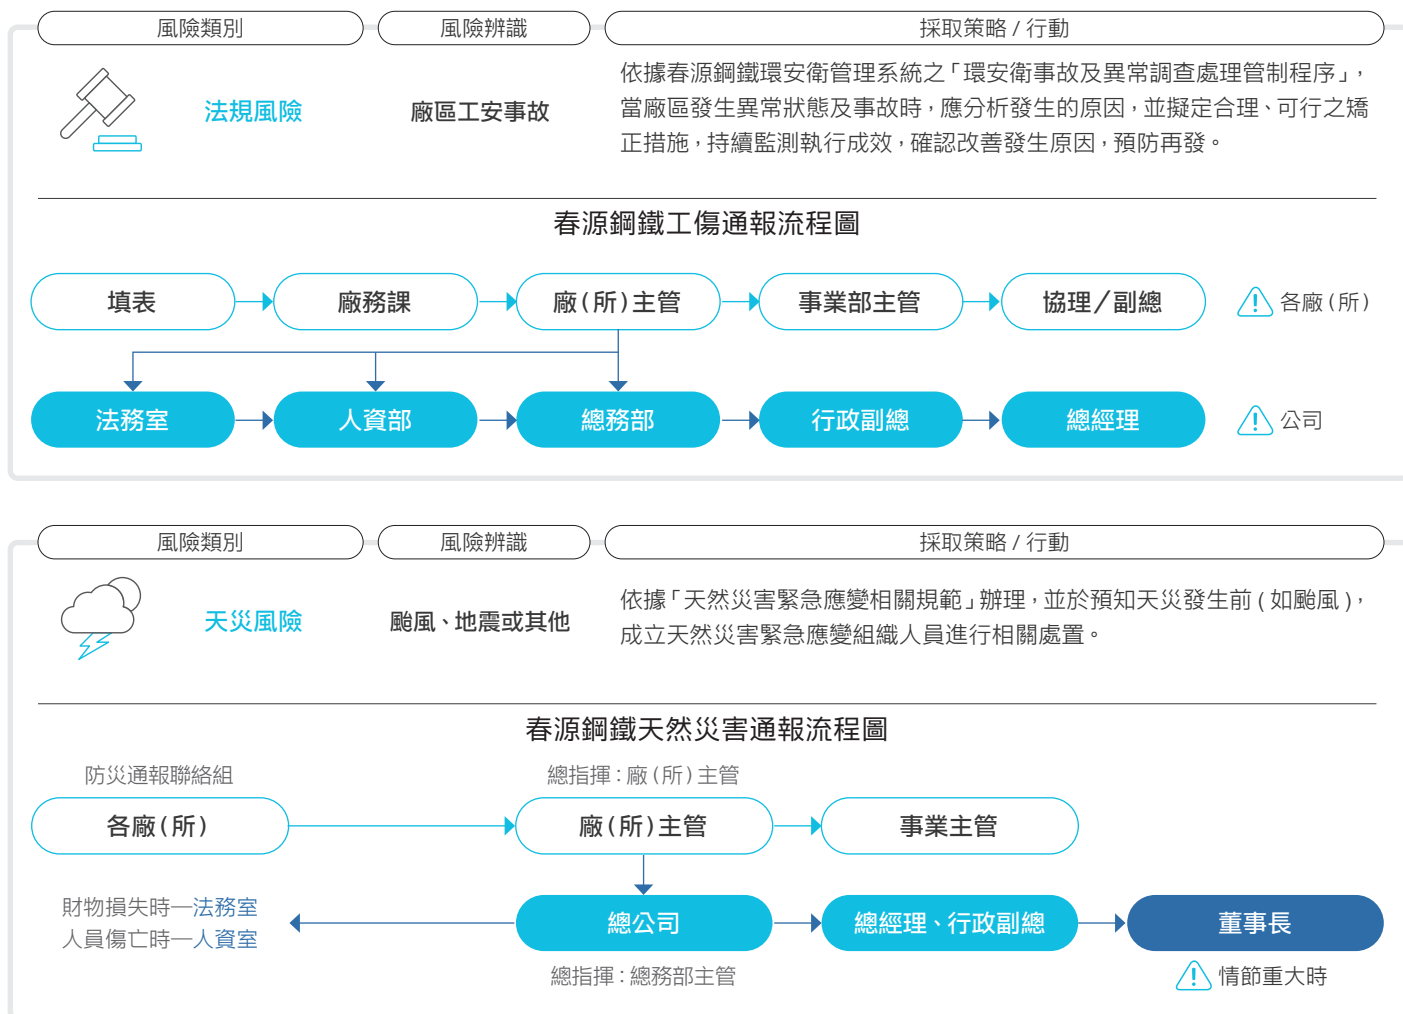 風險類別
風險辨識
採取策略 / 行動
法規風險
廠區工安事故
依據春源鋼鐵環安衛管理系統之「環安衛事故及異常調查處理管制程序」，
當廠區發生異常狀態及事故時，應分析發生的原因，並擬定合理、可行之矯
正措施，持續監測執行成效，確認改善發生原因，預防再發。
春源鋼鐵工傷通報流程圖
填表
廠務課
廠(所)主管
事業部主管
協理／副總
各廠(所)
法務室
人資部
總務部
行政副總
總經理
公司
風險類別
風險辨識
採取策略 / 行動
天災風險
颱風、地震或其他
依據「天然災害緊急應變相關規範」辦理，並於預知天災發生前(如颱風)，
成立天然災害緊急應變組織人員進行相關處置。
春源鋼鐵天然災害通報流程圖
防災通報聯絡組
總指揮：廠(所)主管
各廠(所)
廠(所)主管
事業主管
財物損失時—法務室
人員傷亡時—人資室
總公司
總經理、行政副總
董事長
總指揮：總務部主管
情節重大時